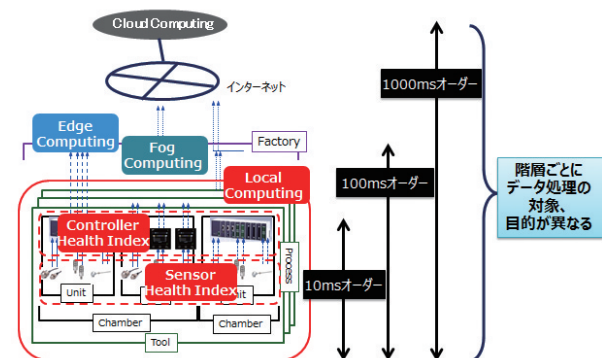 Cloud Computing
インターネット
1000msオーダー
Edge
Computing
Fog
Computing
Factory
Local
Computing
100msオーダー
階層ごとに
データ処理の
対象、
目的が異なる
Controller
Health Index
Sensor
Health Index
Process
10msオーダー
Unit
Chamber
Chamber
Tool